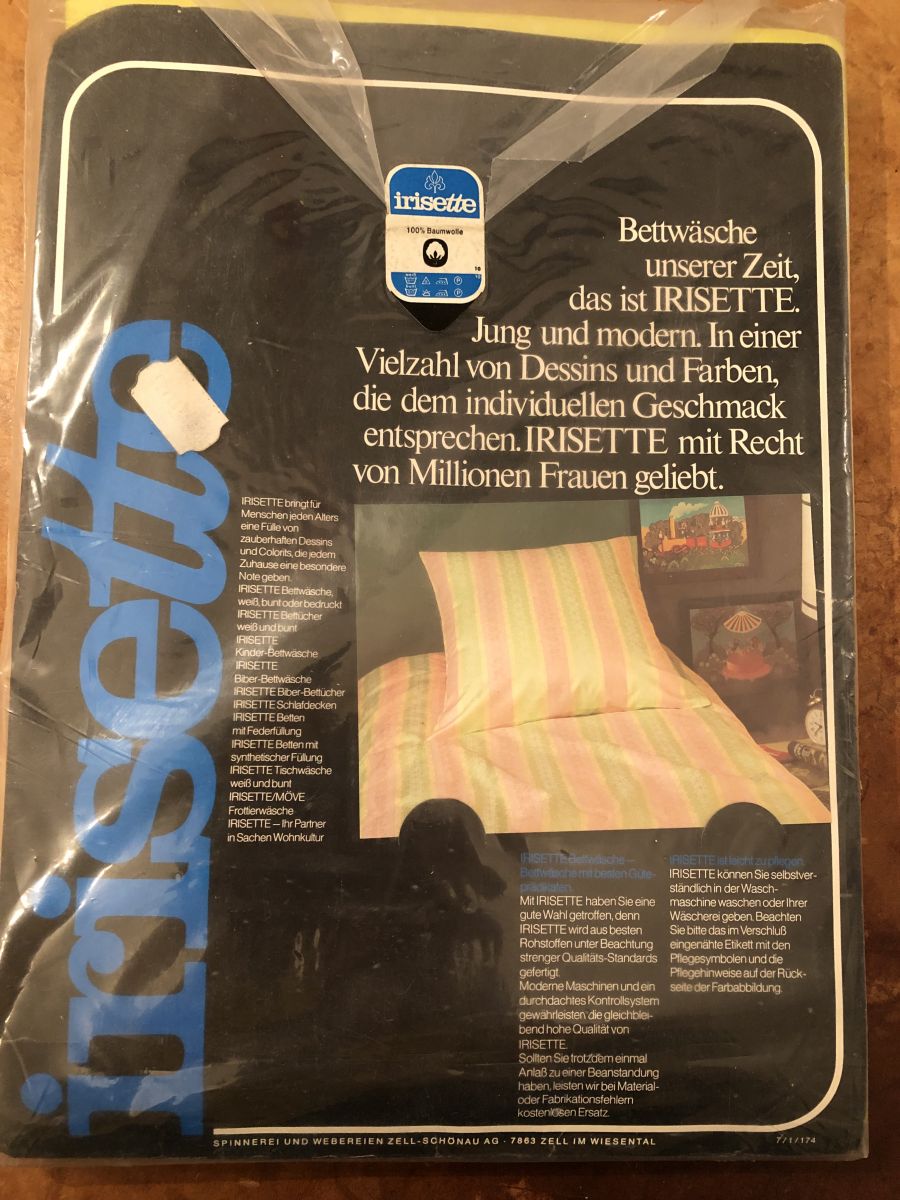 irisette
100% Baumwolle
Bettwäsche
unserer Zeit,
das ist IRISETTE.
Jung und modern. In einer
Vielzahl von Dessins und Farben,
die dem individuellen Geschmack
entsprechen. IRISETTE mit Recht
von Millionen Frauen geliebt.
irisette
IRISETTE bringt für
Menschen jeden Alters
eine Fülle von
zauberhaften Dessins
und Colorits, die jedem
Zuhause eine besondere
Note geben.
IRISETTE Bettwäsche,
weiß, bunt oder bedruckt
IRISETTE Bettücher
weiß und bunt
IRISETTE
Kinder-Bettwäsche
IRISETTE
Biber-Bettwäsche
IRISETTE Biber-Bettücher
IRISETTE Schlafdecken
IRISETTE Betten
mit Federfüllung
IRISETTE Betten mit
synthetischer Füllung
IRISETTE Tischwäsche
weiß und bunt
IRISETTE/MÖVE
Frottierwäsche
IRISETTE – Ihr Partner
in Sachen Wohnkultur
IRISETTE Bettwäsche –
Bettwäsche mit besten Güte-
prädikaten.
Mit IRISETTE haben Sie eine
gute Wahl getroffen, denn
IRISETTE wird aus besten
Rohstoffen unter Beachtung
strenger Qualitäts-Standards
gefertigt.
Moderne Maschinen und ein
durchdachtes Kontrollsystem
gewährleisten die gleichblei-
bend hohe Qualität von
IRISETTE.
Sollten Sie trotzdem einmal
Anlaß zu einer Beanstandung
haben, leisten wir bei Material-
oder Fabrikationsfehlern
kostenlosen Ersatz.
IRISETTE ist leicht zu pflegen.
IRISETTE können Sie selbstver-
ständlich in der Wasch-
maschine waschen oder Ihrer
Wäscherei geben. Beachten
Sie bitte das im Verschluß
eingenähte Etikett mit den
Pflegesymbolen und die
Pflegehinweise auf der Rück-
seite der Farbabbildung.
SPINNEREI UND WEBEREIEN ZELL-SCHÖNAU AG · 7863 ZELL IM WIESENTAL
7/1/174